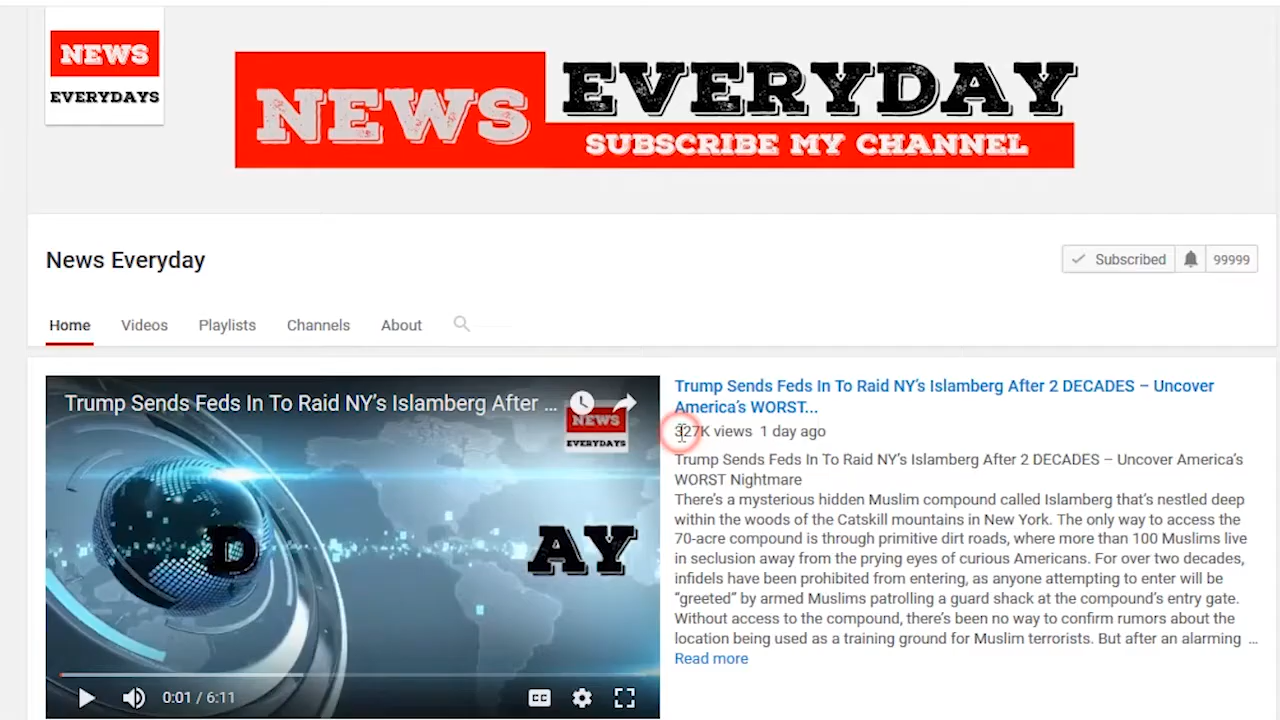 NEWS
EVERYDAYS
NEWS
EVERYDAY
SUBSCRIBE MY CHANNEL
News Everyday
Subscribed
99999
Home
Videos
Playlists
Channels
About
Trump Sends Feds In To Raid NY’s Islamberg After ...
NEWS
EVERYDAYS
D
AY
0:01 / 6:11
CC
Trump Sends Feds In To Raid NY’s Islamberg After 2 DECADES – Uncover
America’s WORST...
327K views 1 day ago
Trump Sends Feds In To Raid NY’s Islamberg After 2 DECADES – Uncover America’s
WORST Nightmare
There’s a mysterious hidden Muslim compound called Islamberg that’s nestled deep
within the woods of the Catskill mountains in New York. The only way to access the
70-acre compound is through primitive dirt roads, where more than 100 Muslims live
in seclusion away from the prying eyes of curious Americans. For over two decades,
infidels have been prohibited from entering, as anyone attempting to enter will be
“greeted” by armed Muslims patrolling a guard shack at the compound’s entry gate.
Without access to the compound, there’s been no way to confirm rumors about the
location being used as a training ground for Muslim terrorists. But after an alarming ...
Read more